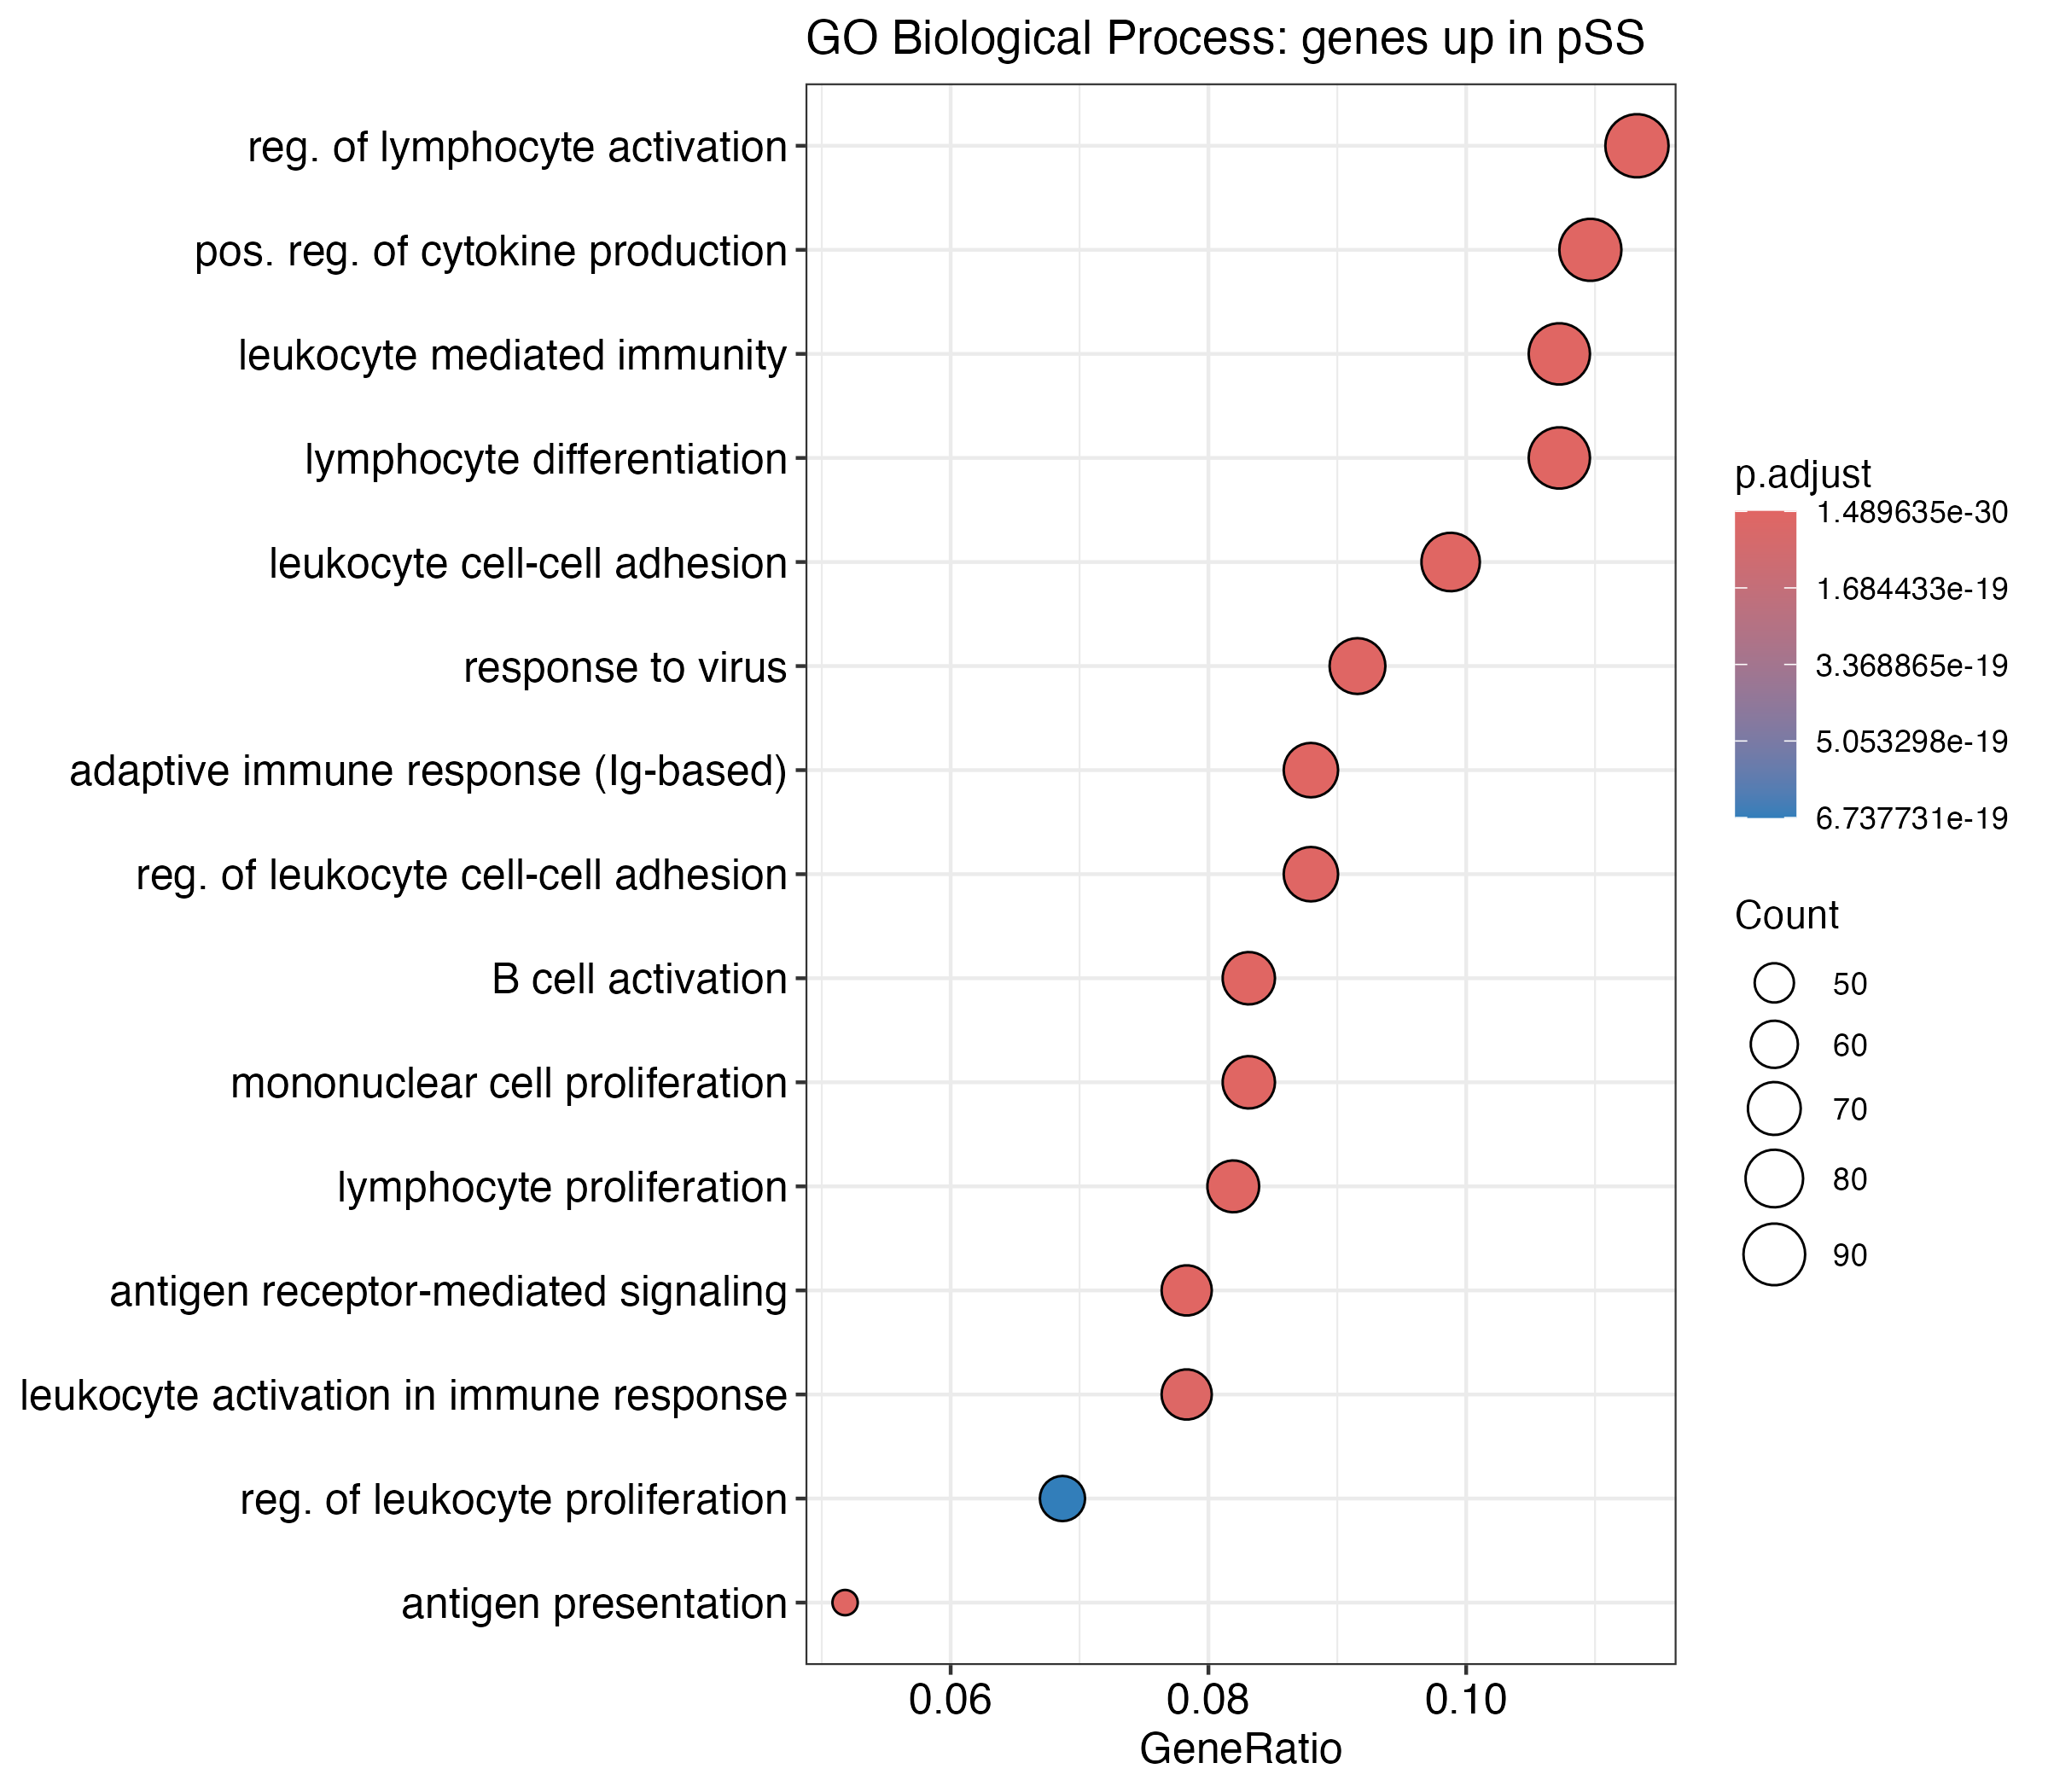 GO Biological Process: genes up in pSS
reg. of lymphocyte activation
pos. reg. of cytokine production
leukocyte mediated immunity
lymphocyte differentiation
leukocyte cell-cell adhesion
response to virus
adaptive immune response (Ig-based)
reg. of leukocyte cell-cell adhesion
B cell activation
mononuclear cell proliferation
lymphocyte proliferation
antigen receptor-mediated signaling
leukocyte activation in immune response
reg. of leukocyte proliferation
antigen presentation
0.06 0.08 0.10
GeneRatio
p.adjust
1.489635e-30
1.684433e-19
3.368865e-19
5.053298e-19
6.737731e-19
Count
50
60
70
80
90